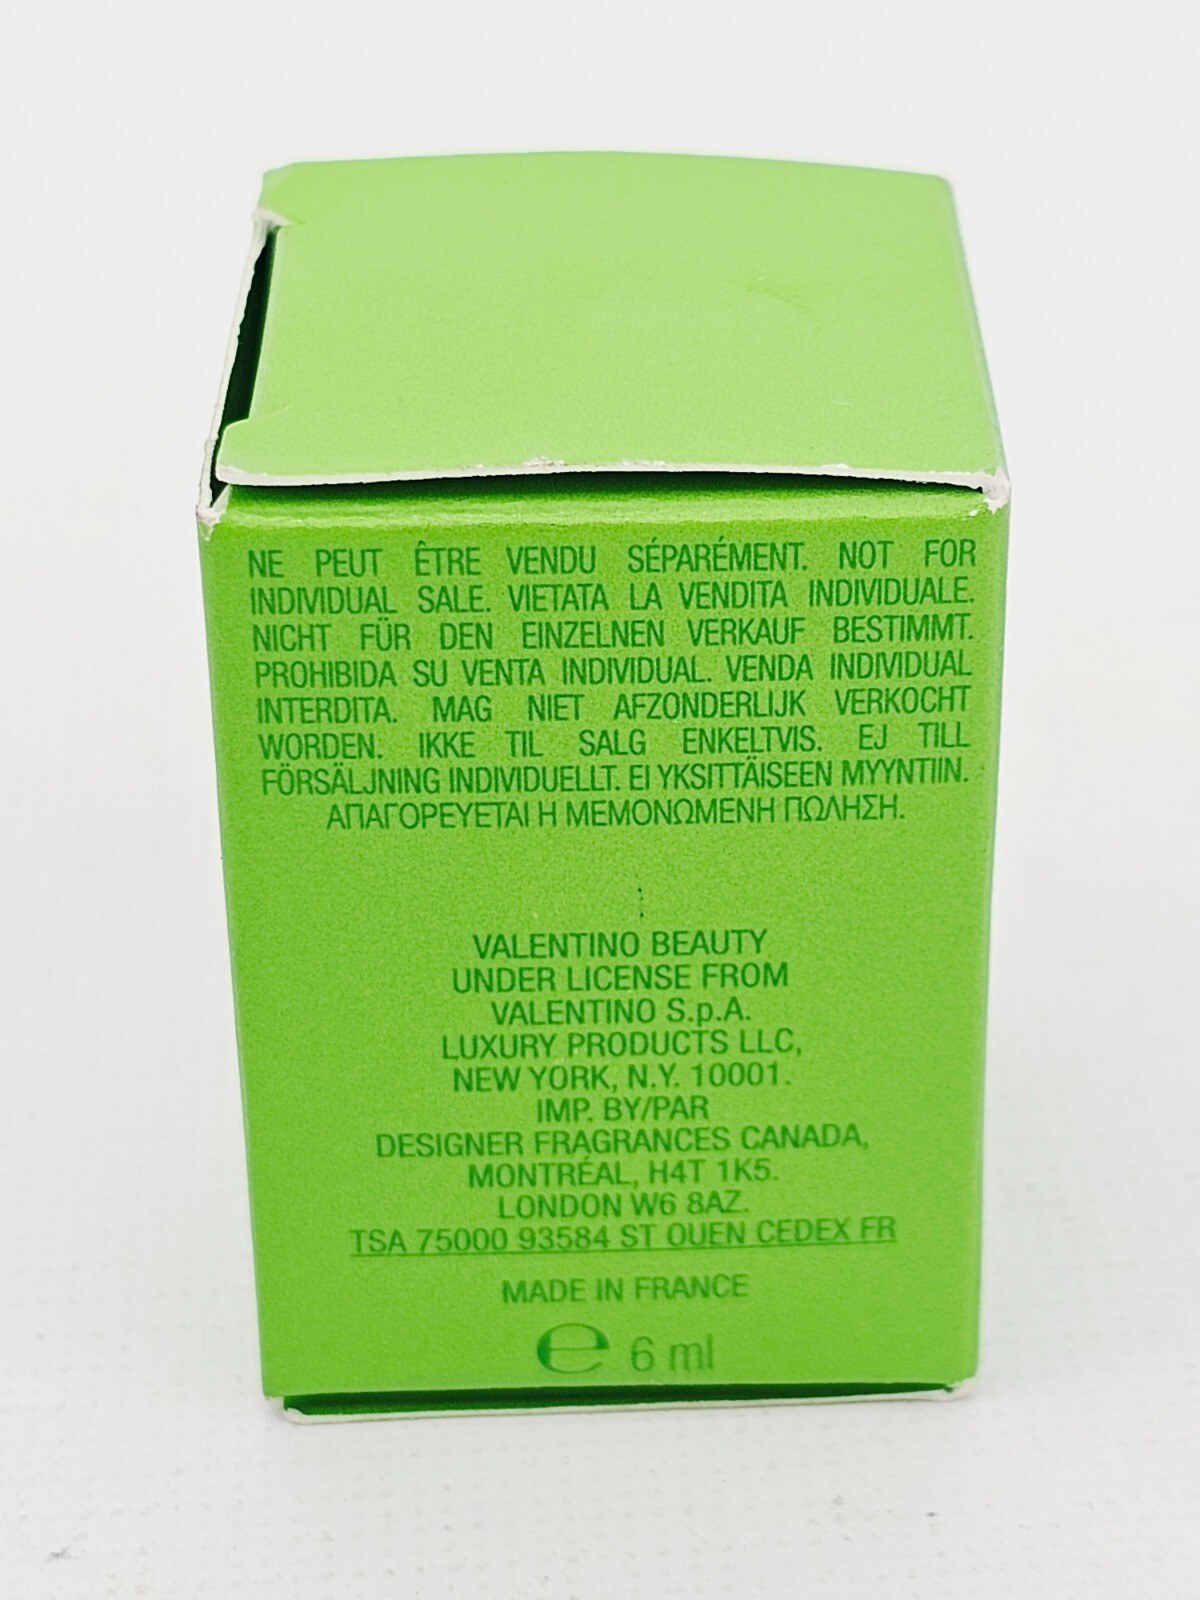 NE PEUT ÊTRE VENDU SÉPARÉMENT. NOT FOR
INDIVIDUAL SALE. VIETATA LA VENDITA INDIVIDUALE.
NICHT FÜR DEN EINZELNEN VERKAUF BESTIMMT.
PROHIBIDA SU VENTA INDIVIDUAL. VENDA INDIVIDUAL
INTERDITA. MAG NIET AFZONDERLIJK VERKOCHT
WORDEN. IKKE TIL SALG ENKELTVIS. EJ TILL
FÖRSÄLJNING INDIVIDUELLT. EI YKSITTÄISEEN MYYNTIIN.
ΑΠΑΓΟΡΕΥΕΤΑΙ Η ΜΕΜΟΝΩΜΕΝΗ ΠΩΛΗΣΗ.
VALENTINO BEAUTY
UNDER LICENSE FROM
VALENTINO S.p.A.
LUXURY PRODUCTS LLC,
NEW YORK, N.Y. 10001.
IMP. BY/PAR
DESIGNER FRAGRANCES CANADA,
MONTRÉAL, H4T 1K5.
LONDON W6 8AZ.
TSA 75000 93584 ST OUEN CEDEX FR
MADE IN FRANCE
℮ 6 ml